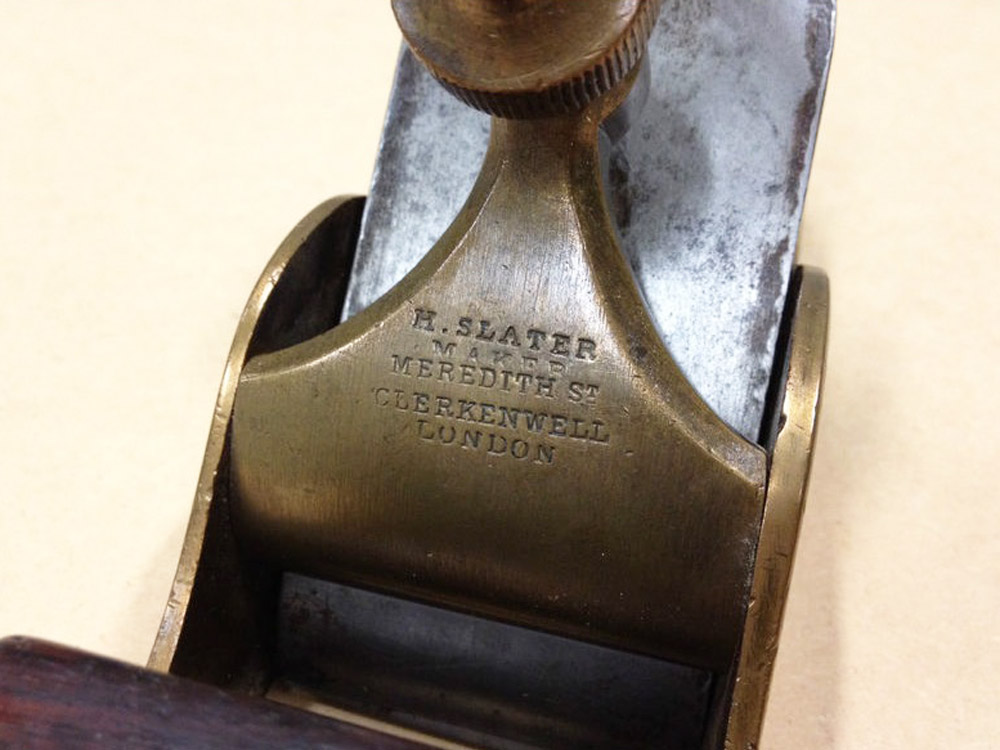 H. SLATER
MAKER
MEREDITH ST
CLERKENWELL
LONDON